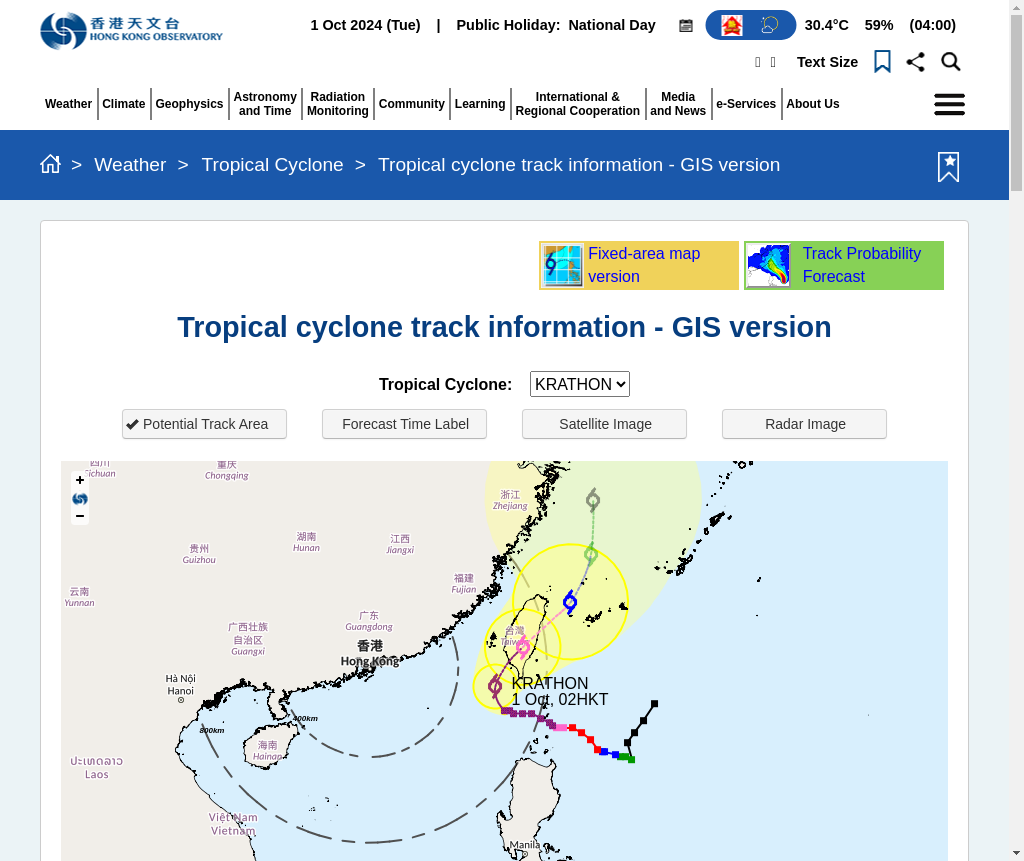 香港天文台
HONG KONG OBSERVATORY
1 Oct 2024 (Tue) | Public Holiday: National Day 30.4°C 59% (04:00)
Text Size
Weather Climate Geophysics Astronomy and Time Radiation Monitoring Community Learning International & Regional Cooperation Media and News e-Services About Us
> Weather > Tropical Cyclone > Tropical cyclone track information - GIS version
Fixed-area map
version
Track Probability
Forecast
Tropical cyclone track information - GIS version
Tropical Cyclone: KRATHON
Potential Track Area Forecast Time Label Satellite Image Radar Image
+
−
重庆
Chongqing
浙江
Zhejiang
湖南
Hunan
江西
Jiangxi
贵州
Guizhou
福建
Fujian
云南
Yunnan
广东
Guangdong
广西壮族
自治区
Guangxi
台灣
香港
Hong Kong
Hà Nội
Hanoi
KRATHON
1 Oct, 02HKT
400km
800km
海南
Hainan
ປະເທດລາວ
Laos
Việt Nam
Vietnam
Manila